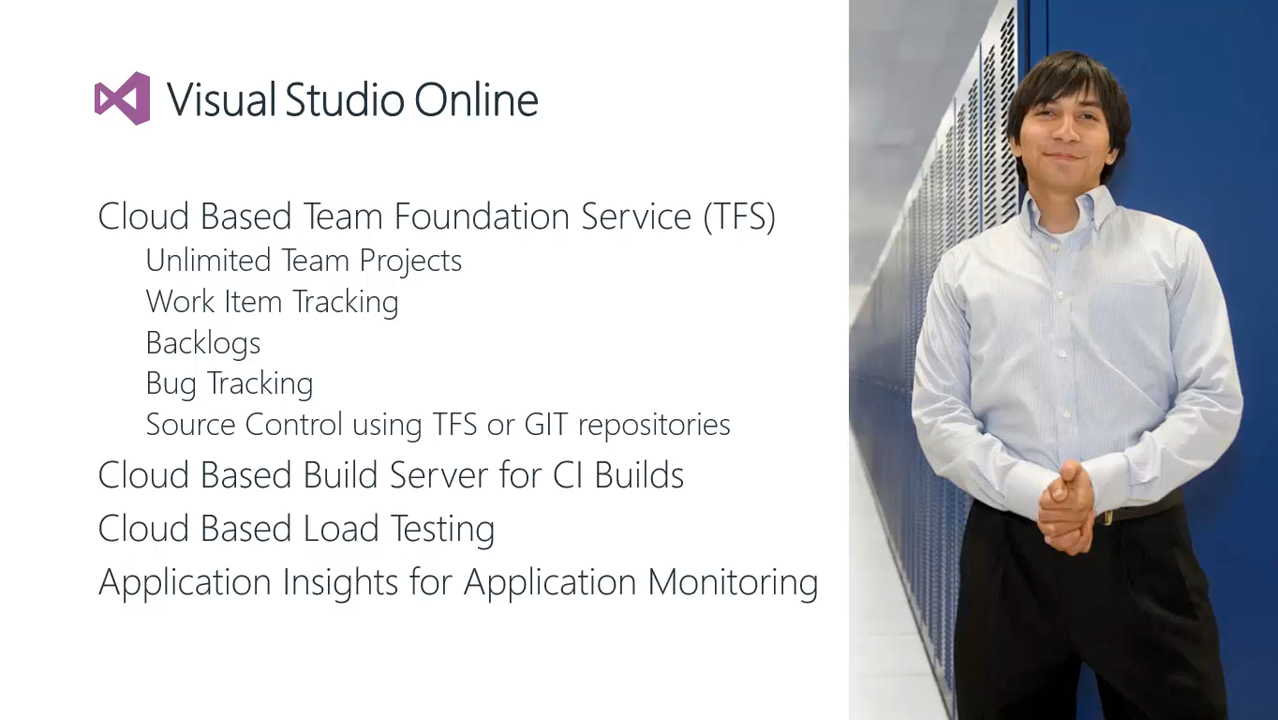 Visual Studio Online
Cloud Based Team Foundation Service (TFS)
Unlimited Team Projects
Work Item Tracking
Backlogs
Bug Tracking
Source Control using TFS or GIT repositories
Cloud Based Build Server for CI Builds
Cloud Based Load Testing
Application Insights for Application Monitoring